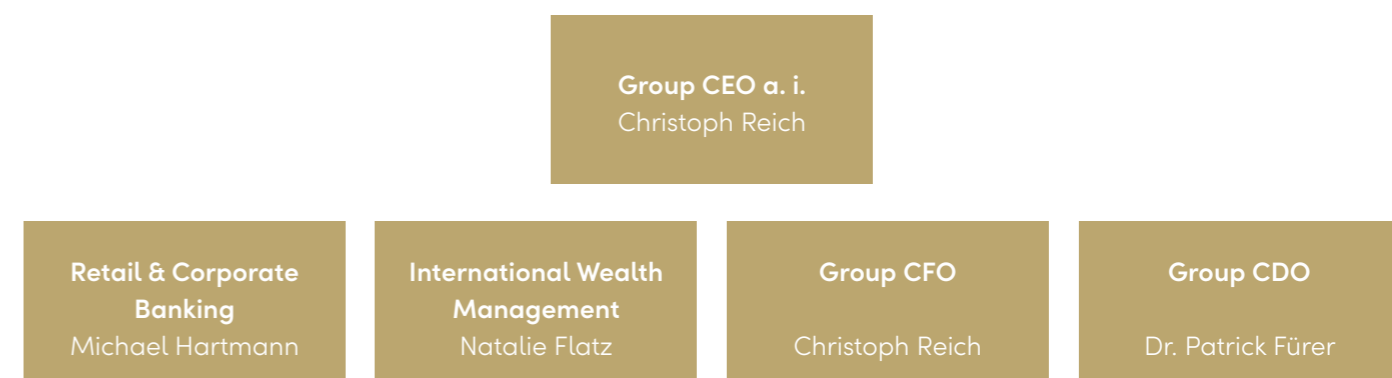 Group CEO a. i.
Christoph Reich
Retail & Corporate
Banking
Michael Hartmann
International Wealth
Management
Natalie Flatz
Group CFO
Christoph Reich
Group CDO
Dr. Patrick Fürer